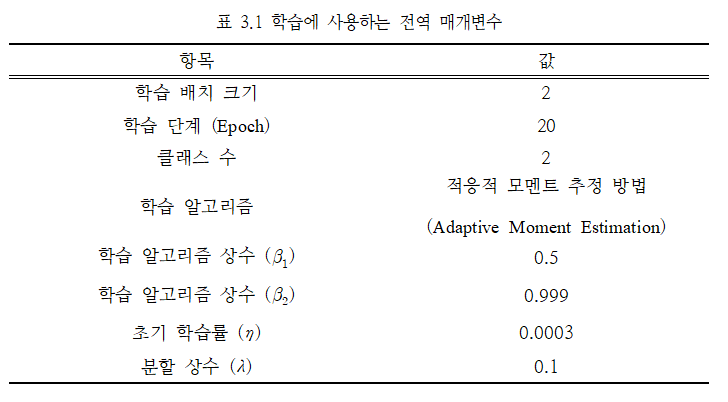 표 3.1 학습에 사용하는 전역 매개변수
항목 값
학습 배치 크기 2
학습 단계 (Epoch) 20
클래스 수 2
학습 알고리즘 적응적 모멘트 추정 방법
(Adaptive Moment Estimation)
학습 알고리즘 상수 (β₁) 0.5
학습 알고리즘 상수 (β₂) 0.999
초기 학습률 (η) 0.0003
분할 상수 (λ) 0.1